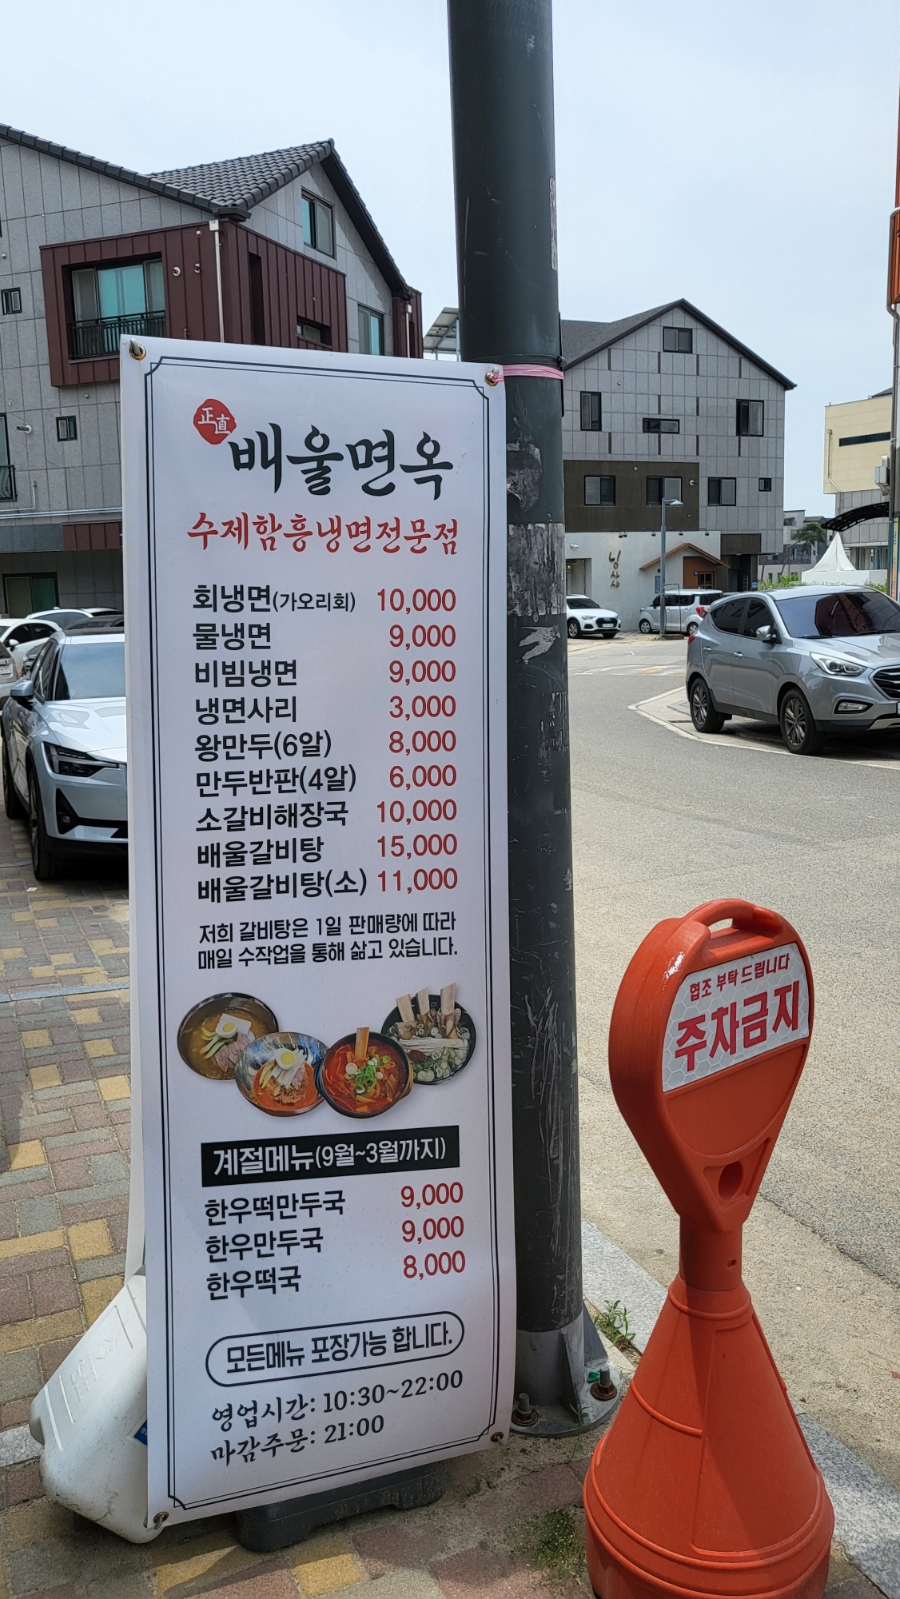 正直
배울면옥
수제함흥냉면전문점
회냉면(가오리회) 10,000
물냉면 9,000
비빔냉면 9,000
냉면사리 3,000
왕만두(6알) 8,000
만두반판(4알) 6,000
소갈비해장국 10,000
배울갈비탕 15,000
배울갈비탕(소) 11,000
저희 갈비탕은 1일 판매량에 따라
매일 수작업을 통해 삶고 있습니다.
계절메뉴(9월~3월까지)
한우떡만두국 9,000
한우만두국 9,000
한우떡국 8,000
모든메뉴 포장가능 합니다.
영업시간: 10:30~22:00
마감주문: 21:00
협조 부탁 드립니다
주차금지